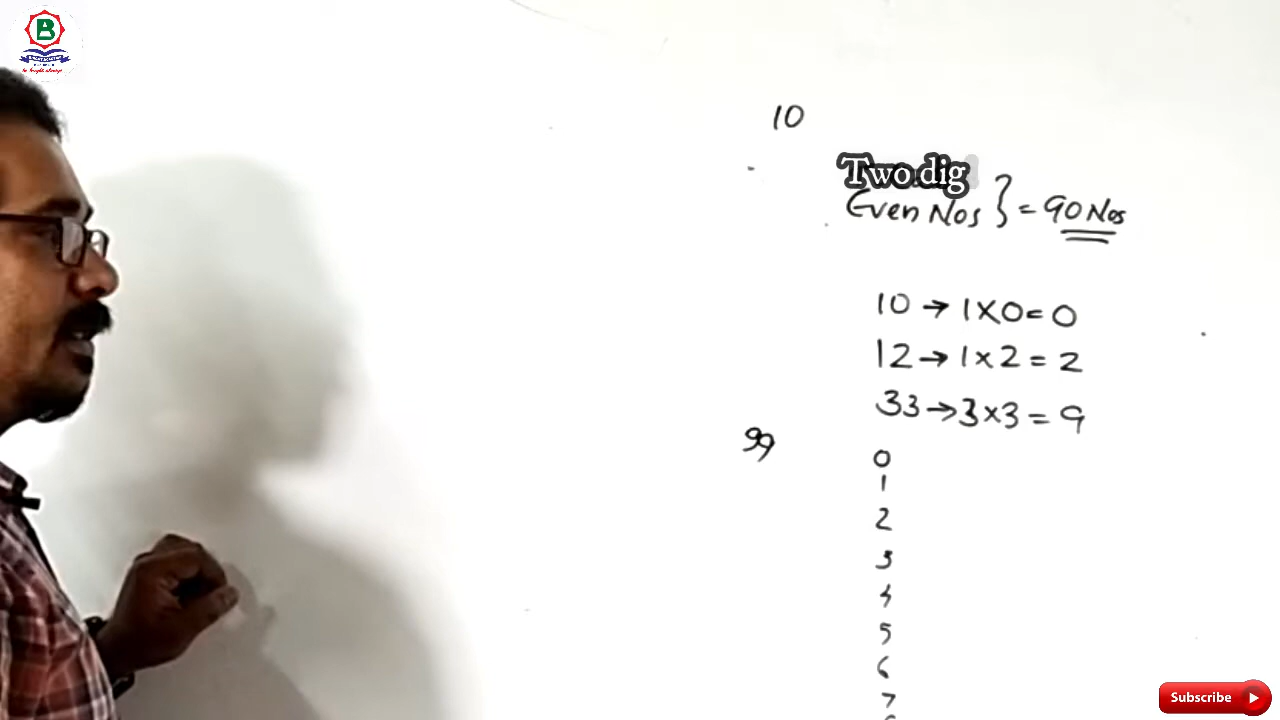 10
Two dig
Even Nos } = 90 Nos
10 → 1×0 = 0
12 → 1×2 = 2
33 → 3×3 = 9
99
0
1
2
3
4
5
6
7
B
Subscribe